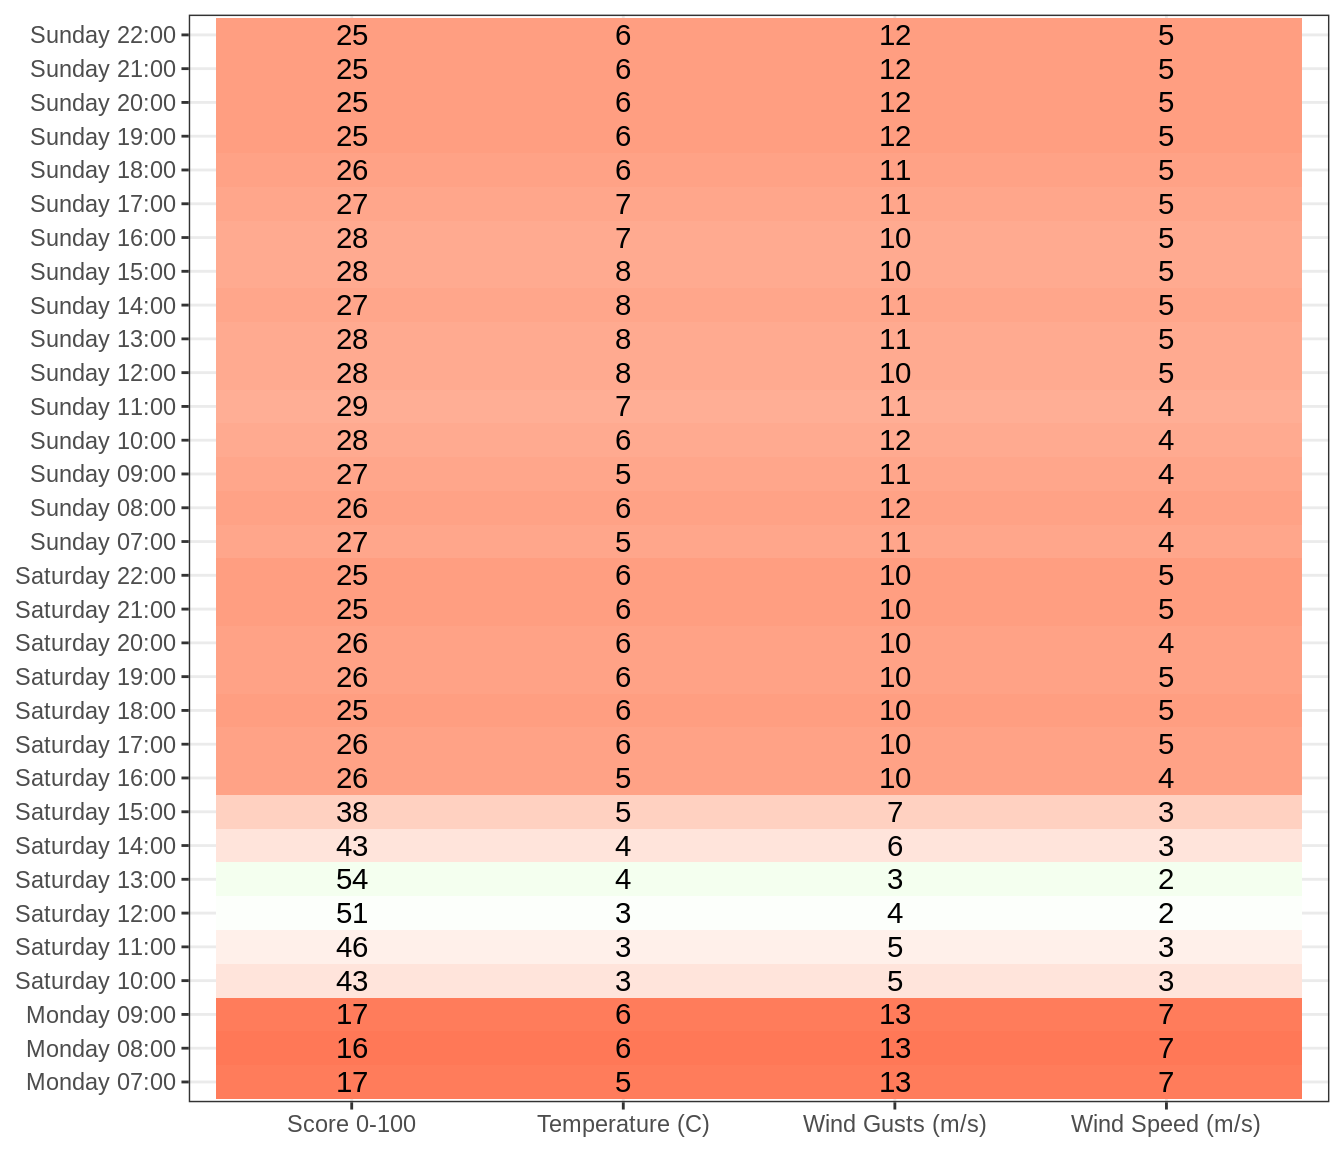 Sunday 22:00 25 6 12 5
Sunday 21:00 25 6 12 5
Sunday 20:00 25 6 12 5
Sunday 19:00 25 6 12 5
Sunday 18:00 26 6 11 5
Sunday 17:00 27 7 11 5
Sunday 16:00 28 7 10 5
Sunday 15:00 28 8 10 5
Sunday 14:00 27 8 11 5
Sunday 13:00 28 8 11 5
Sunday 12:00 28 8 10 5
Sunday 11:00 29 7 11 4
Sunday 10:00 28 6 12 4
Sunday 09:00 27 5 11 4
Sunday 08:00 26 6 12 4
Sunday 07:00 27 5 11 4
Saturday 22:00 25 6 10 5
Saturday 21:00 25 6 10 5
Saturday 20:00 26 6 10 4
Saturday 19:00 26 6 10 5
Saturday 18:00 25 6 10 5
Saturday 17:00 26 6 10 5
Saturday 16:00 26 5 10 4
Saturday 15:00 38 5 7 3
Saturday 14:00 43 4 6 3
Saturday 13:00 54 4 3 2
Saturday 12:00 51 3 4 2
Saturday 11:00 46 3 5 3
Saturday 10:00 43 3 5 3
Monday 09:00 17 6 13 7
Monday 08:00 16 6 13 7
Monday 07:00 17 5 13 7
Score 0-100 Temperature (C) Wind Gusts (m/s) Wind Speed (m/s)